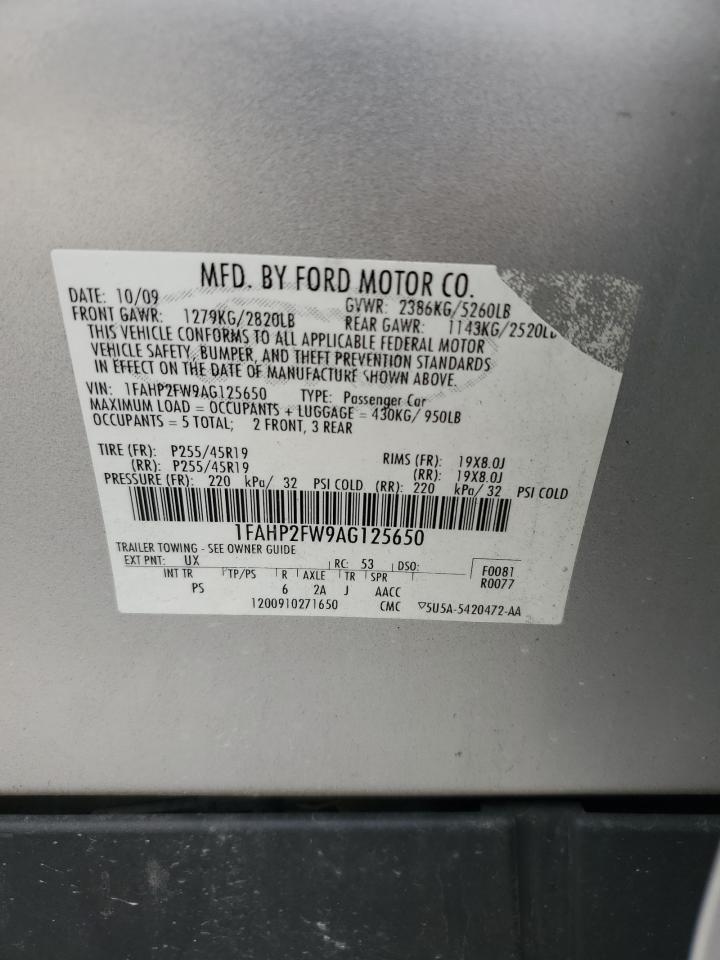 MFD. BY FORD MOTOR CO.
DATE: 10/09 GVWR: 2386KG/5260LB
FRONT GAWR: 1279KG/2820LB REAR GAWR: 1143KG/2520LB
THIS VEHICLE CONFORMS TO ALL APPLICABLE FEDERAL MOTOR
VEHICLE SAFETY, BUMPER, AND THEFT PREVENTION STANDARDS
IN EFFECT ON THE DATE OF MANUFACTURE SHOWN ABOVE.
VIN: 1FAHP2FW9AG125650 TYPE: Passenger Car
MAXIMUM LOAD = OCCUPANTS + LUGGAGE = 430KG/ 950LB
OCCUPANTS = 5 TOTAL; 2 FRONT, 3 REAR
TIRE (FR): P255/45R19 RIMS (FR): 19X8.0J
(RR): P255/45R19 (RR): 19X8.0J
PRESSURE (FR): 220 kPa/ 32 PSI COLD (RR): 220 kPa/ 32 PSI COLD
1FAHP2FW9AG125650
TRAILER TOWING - SEE OWNER GUIDE
EXT PNT: UX RC: 53 DSO: F0081
INT TR TP/PS R AXLE TR SPR R0077
PS 6 2A J AACC
1200910271650 CMC ▽5U5A-5420472-AA